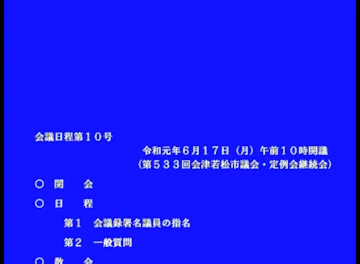 会議日程第10号
令和元年6月17日(月)午前10時開議
(第533回会津若松市議会・定例会継続会)
○ 開 会
○ 日 程
第1 会議録署名議員の指名
第2 一般質問
○ 散 会